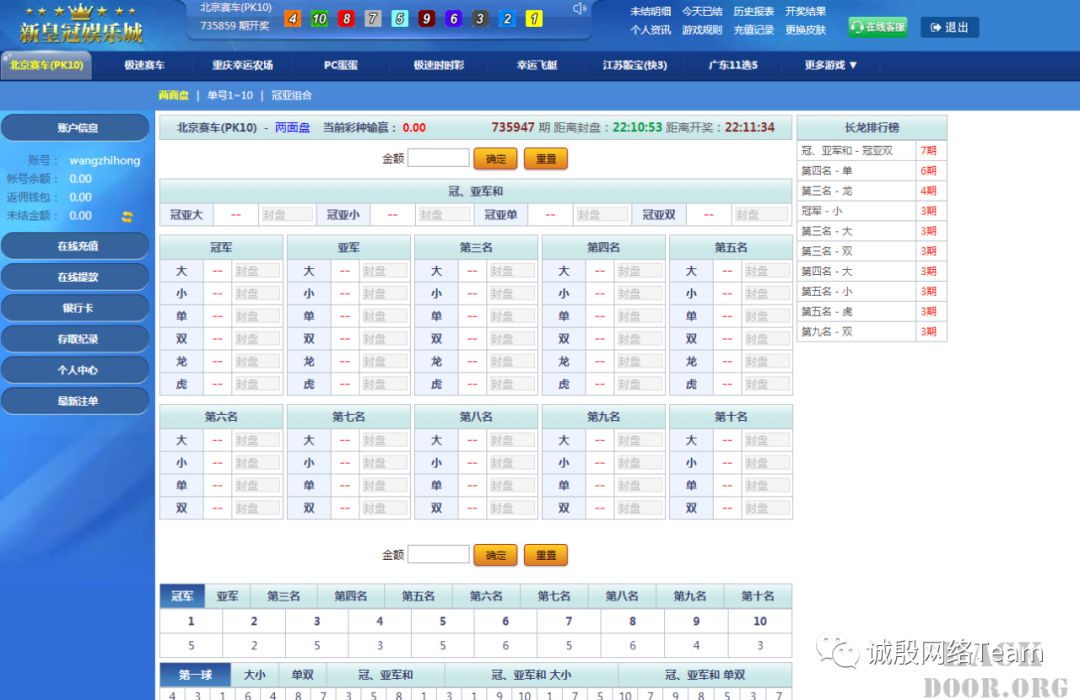 新皇冠娱乐城
北京赛车(PK10)
735859 期开奖
4 10 8 7 5 9 6 3 2 1
未结明细 今天已结 历史报表 开奖结果
个人资讯 游戏规则 充值记录 更换皮肤
在线客服
退出
北京赛车(PK10) 极速赛车 重庆幸运农场 PC蛋蛋 极速时时彩 幸运飞艇 江苏骰宝(快3) 广东11选5 更多游戏 ▼
两面盘 | 单号1~10 | 冠亚组合
账户信息
账号： wangzhihong
帐号余额： 0.00
返佣钱包： 0.00
未结金额： 0.00
在线充值
在线提款
银行卡
存取纪录
个人中心
最新注单
北京赛车(PK10) - 两面盘 当前彩种输赢：0.00 735947 期 距离封盘：22:10:53 距离开奖：22:11:34
金额 确定 重置
冠、亚军和
冠亚大 -- 封盘 冠亚小 -- 封盘 冠亚单 -- 封盘 冠亚双 -- 封盘
冠军 亚军 第三名 第四名 第五名
大 -- 封盘 大 -- 封盘 大 -- 封盘 大 -- 封盘 大 -- 封盘
小 -- 封盘 小 -- 封盘 小 -- 封盘 小 -- 封盘 小 -- 封盘
单 -- 封盘 单 -- 封盘 单 -- 封盘 单 -- 封盘 单 -- 封盘
双 -- 封盘 双 -- 封盘 双 -- 封盘 双 -- 封盘 双 -- 封盘
龙 -- 封盘 龙 -- 封盘 龙 -- 封盘 龙 -- 封盘 龙 -- 封盘
虎 -- 封盘 虎 -- 封盘 虎 -- 封盘 虎 -- 封盘 虎 -- 封盘
第六名 第七名 第八名 第九名 第十名
大 -- 封盘 大 -- 封盘 大 -- 封盘 大 -- 封盘 大 -- 封盘
小 -- 封盘 小 -- 封盘 小 -- 封盘 小 -- 封盘 小 -- 封盘
单 -- 封盘 单 -- 封盘 单 -- 封盘 单 -- 封盘 单 -- 封盘
双 -- 封盘 双 -- 封盘 双 -- 封盘 双 -- 封盘 双 -- 封盘
金额 确定 重置
冠军 亚军 第三名 第四名 第五名 第六名 第七名 第八名 第九名 第十名
1 2 3 4 5 6 7 8 9 10
5 2 5 3 5 6 5 6 4 3
第一球 大小 单双 冠、亚军和 冠、亚军和 大小 冠、亚军和 单双
4 3 1 6 4 8 7 3 5 8 1 3 1 9 10 1 7 5 10 7 9 8 5 3 7
长龙排行榜
冠、亚军和 - 冠亚双 7期
第四名 - 单 6期
第三名 - 龙 4期
冠军 - 小 3期
第三名 - 大 3期
第三名 - 双 3期
第四名 - 大 3期
第五名 - 小 3期
第五名 - 虎 3期
第九名 - 双 3期
诚殷网络Team
DOOR.ORG